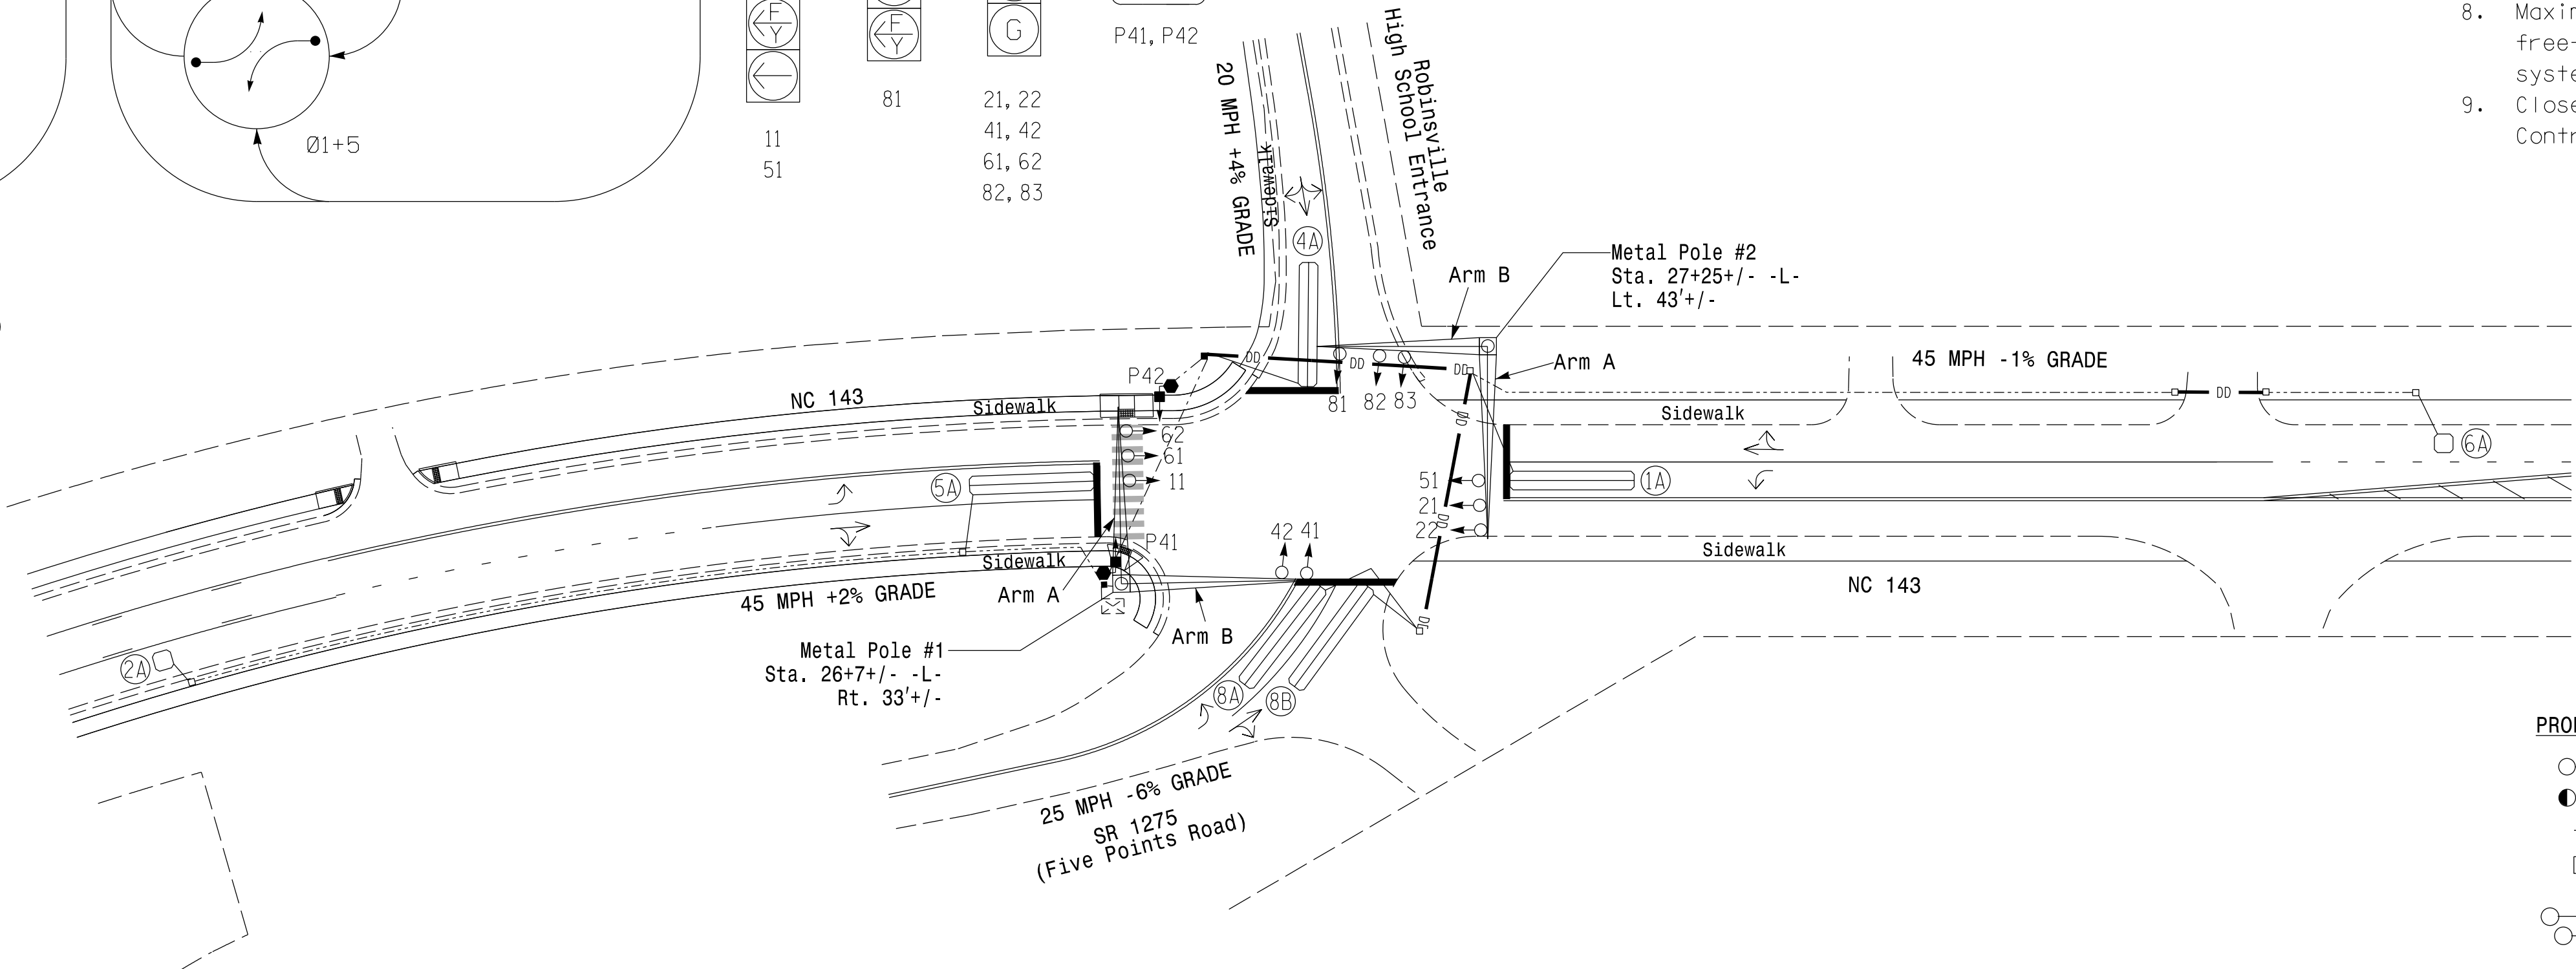 F
Y
F
Y
G
P41, P42
8.
free-
9.
81
21, 22
41, 42
61, 62
82, 83
11
51
Ø1+5
20 MPH +4% GRADE
Sidewalk
High School Entrance
Robinsville
4A
Arm B
Metal Pole #2
Sta. 27+25+/- -L-
Lt. 43'+/-
Arm A
45 MPH -1% GRADE
DD
DD
DD
DD
P42
NC 143
Sidewalk
81
82
83
Sidewalk
62
61
11
5A
51
21
22
1A
6A
42
41
P41
Sidewalk
Sidewalk
NC 143
45 MPH +2% GRADE
Arm A
Arm B
Metal Pole #1
Sta. 26+7+/- -L-
Rt. 33'+/-
2A
8A
8B
25 MPH -6% GRADE
SR 1275
(Five Points Road)